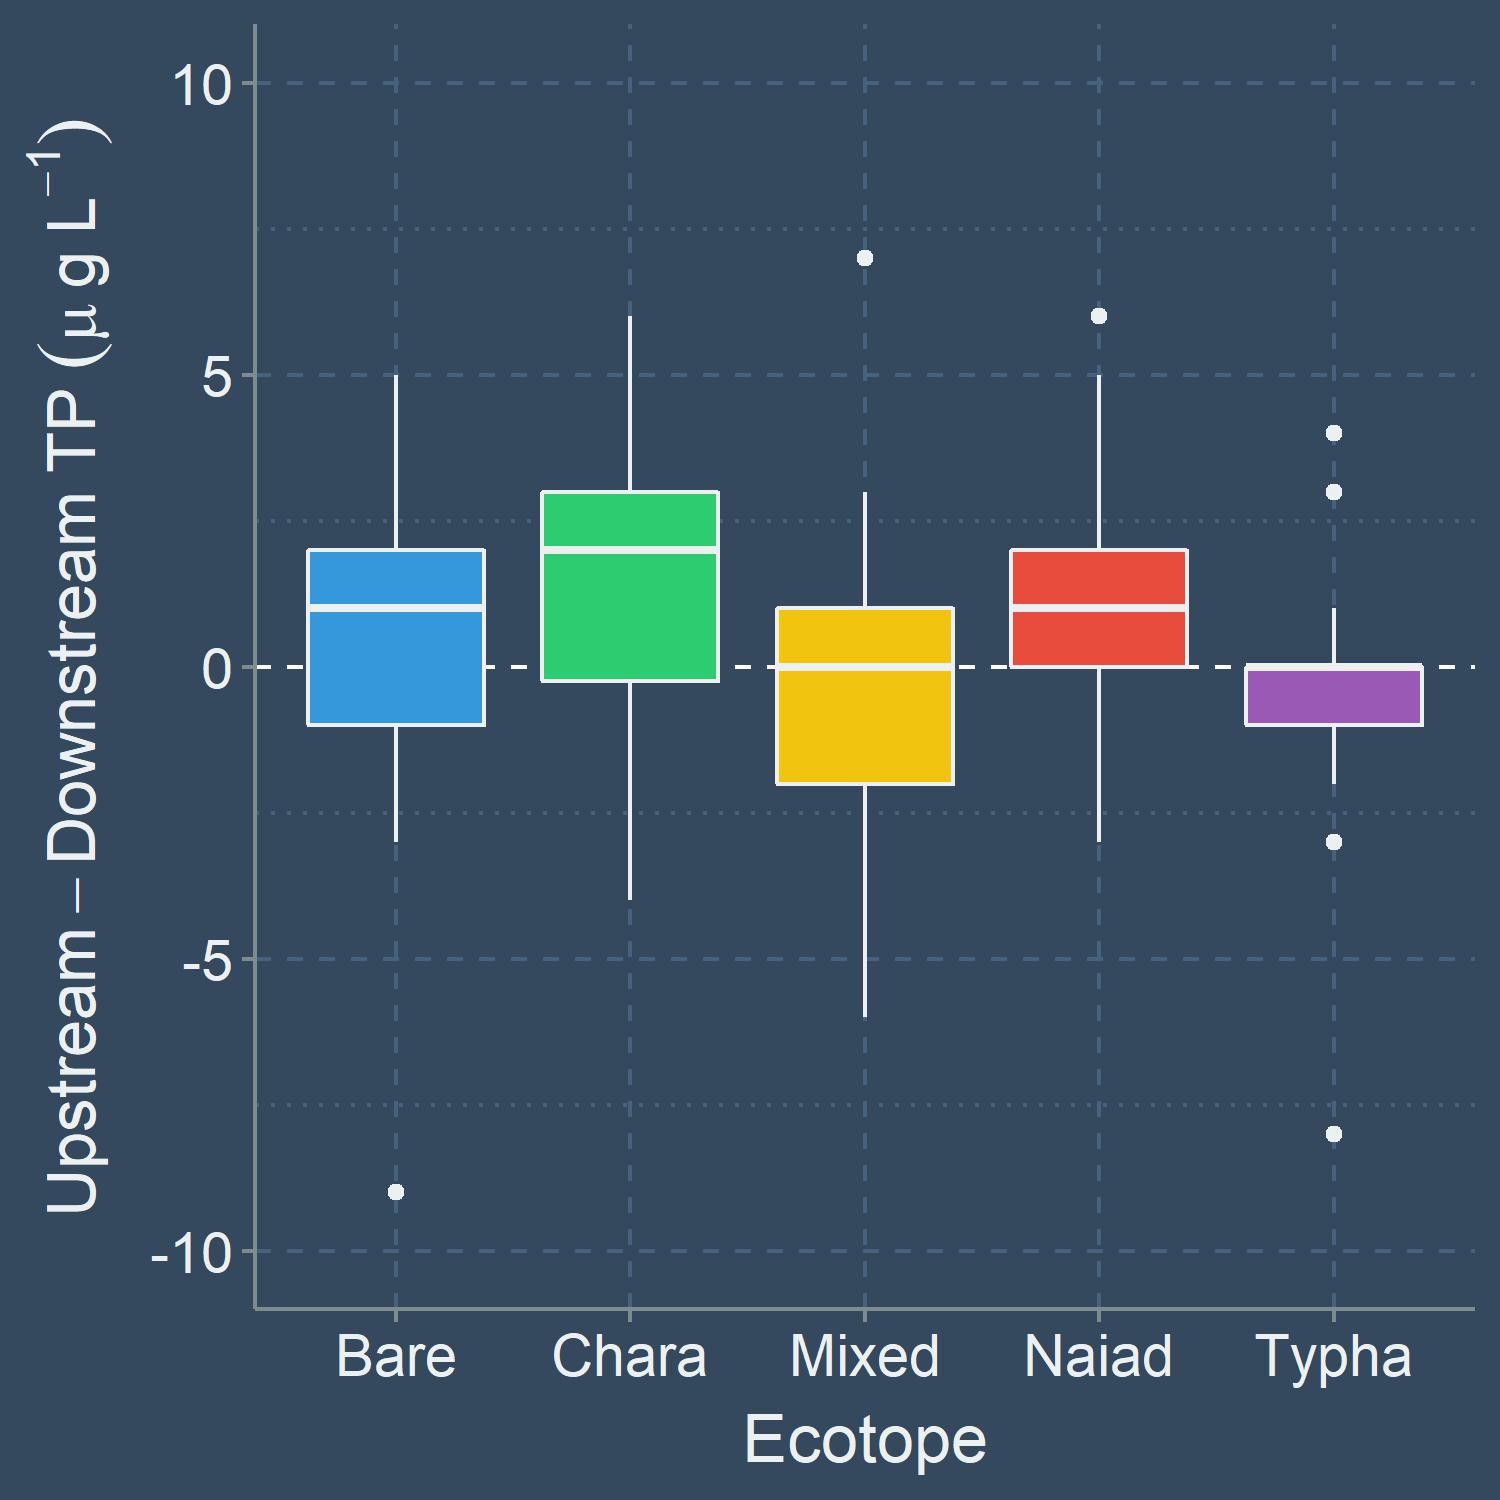 Upstream – Downstream TP (μ g L⁻¹)
10
5
0
-5
-10
Bare Chara Mixed Naiad Typha
Ecotope